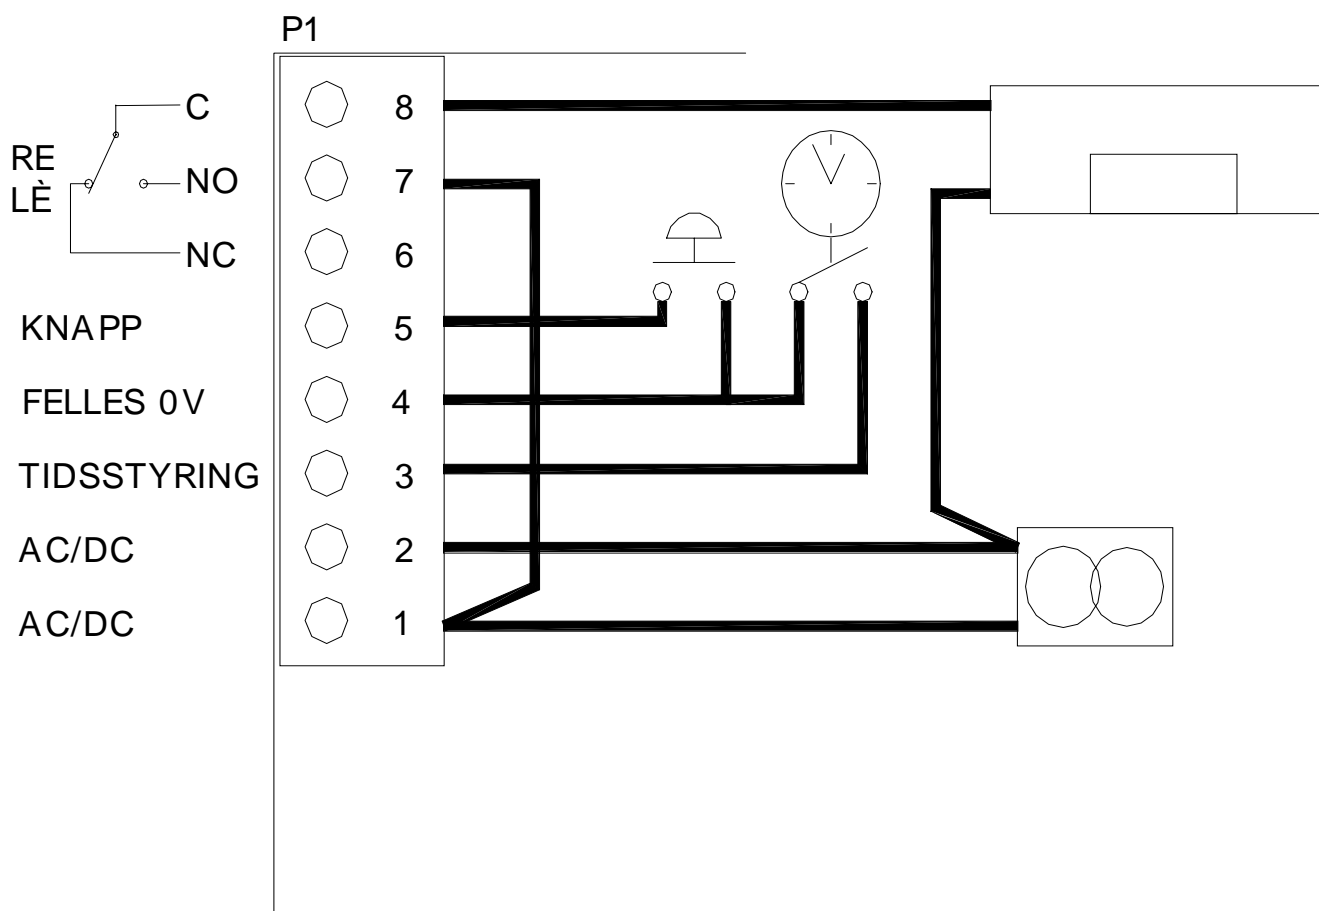 P1
C 8
RE
LÈ
NO 7
NC 6
KNAPP 5
FELLES 0V 4
TIDSSTYRING 3
AC/DC 2
AC/DC 1